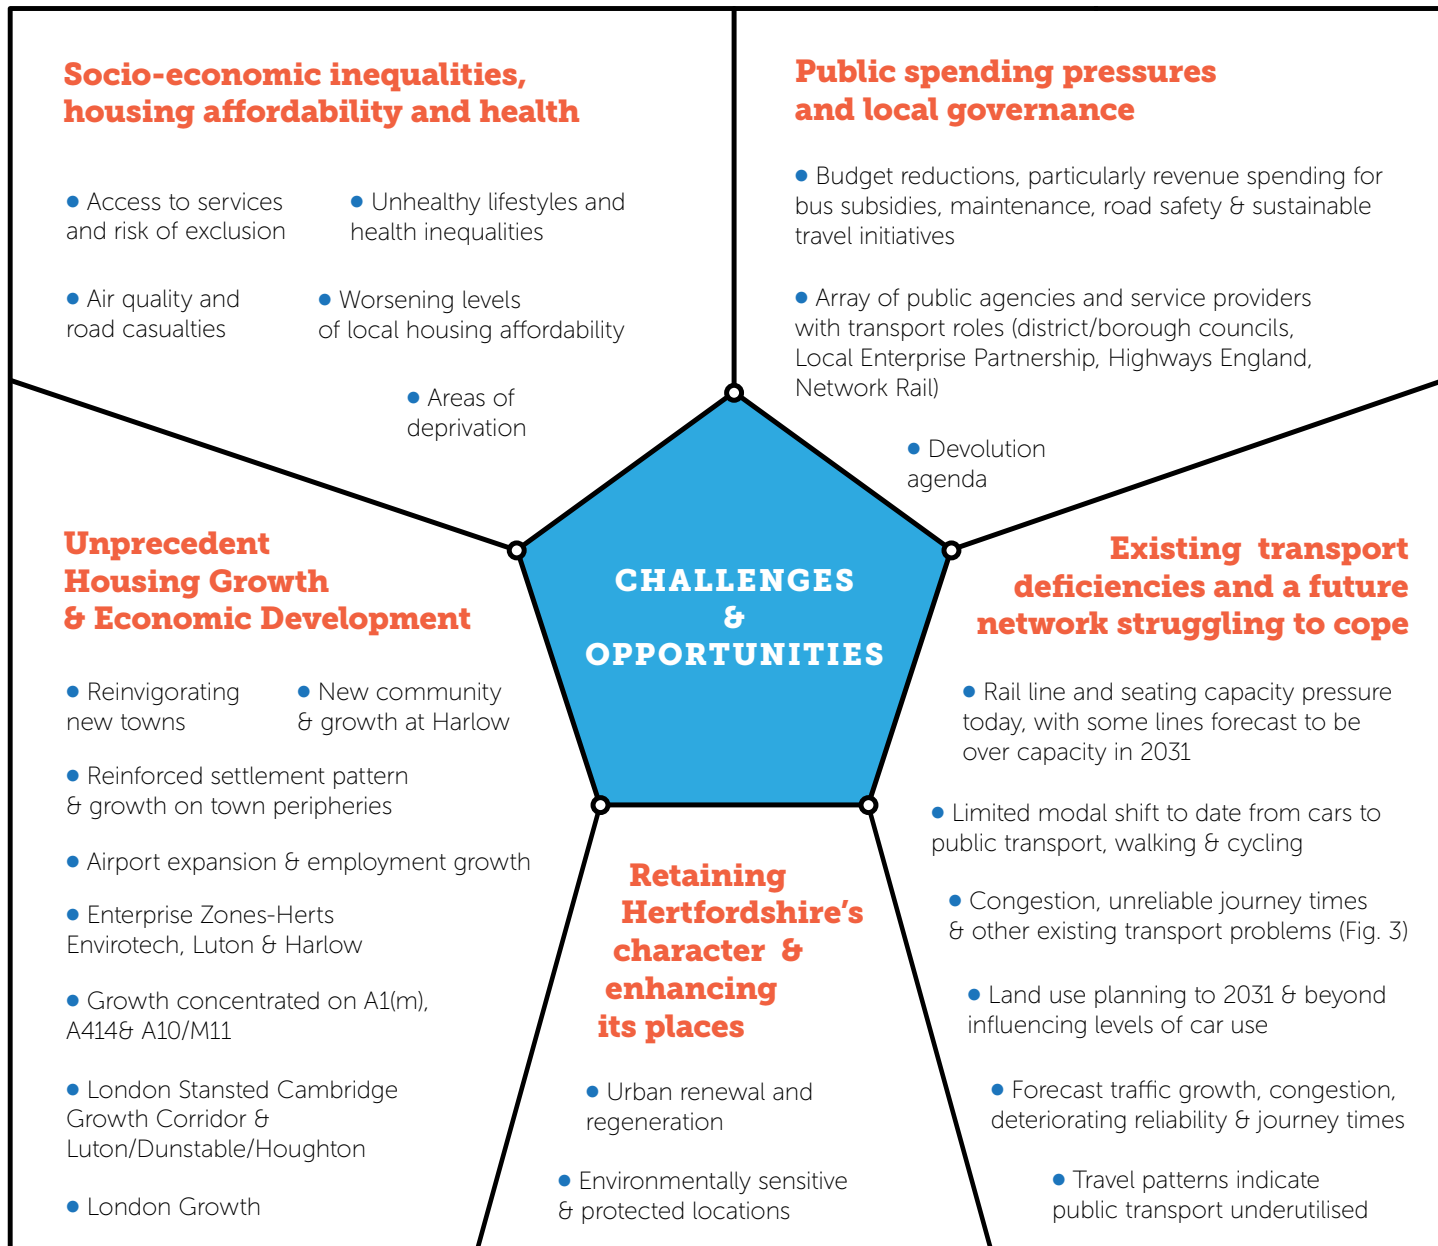 Socio-economic inequalities,
housing affordability and health
● Access to services
and risk of exclusion
● Unhealthy lifestyles and
health inequalities
● Air quality and
road casualties
● Worsening levels
of local housing affordability
● Areas of
deprivation
Public spending pressures
and local governance
● Budget reductions, particularly revenue spending for
bus subsidies, maintenance, road safety & sustainable
travel initiatives
● Array of public agencies and service providers
with transport roles (district/borough councils,
Local Enterprise Partnership, Highways England,
Network Rail)
● Devolution
agenda
CHALLENGES
&
OPPORTUNITIES
Unprecedent
Housing Growth
& Economic Development
● Reinvigorating
new towns
● New community
& growth at Harlow
● Reinforced settlement pattern
& growth on town peripheries
● Airport expansion & employment growth
● Enterprise Zones-Herts
Envirotech, Luton & Harlow
● Growth concentrated on A1(m),
A414& A10/M11
● London Stansted Cambridge
Growth Corridor &
Luton/Dunstable/Houghton
● London Growth
Retaining
Hertfordshire's
character &
enhancing
its places
● Urban renewal and
regeneration
● Environmentally sensitive
& protected locations
Existing transport
deficiencies and a future
network struggling to cope
● Rail line and seating capacity pressure
today, with some lines forecast to be
over capacity in 2031
● Limited modal shift to date from cars to
public transport, walking & cycling
● Congestion, unreliable journey times
& other existing transport problems (Fig. 3)
● Land use planning to 2031 & beyond
influencing levels of car use
● Forecast traffic growth, congestion,
deteriorating reliability & journey times
● Travel patterns indicate
public transport underutilised